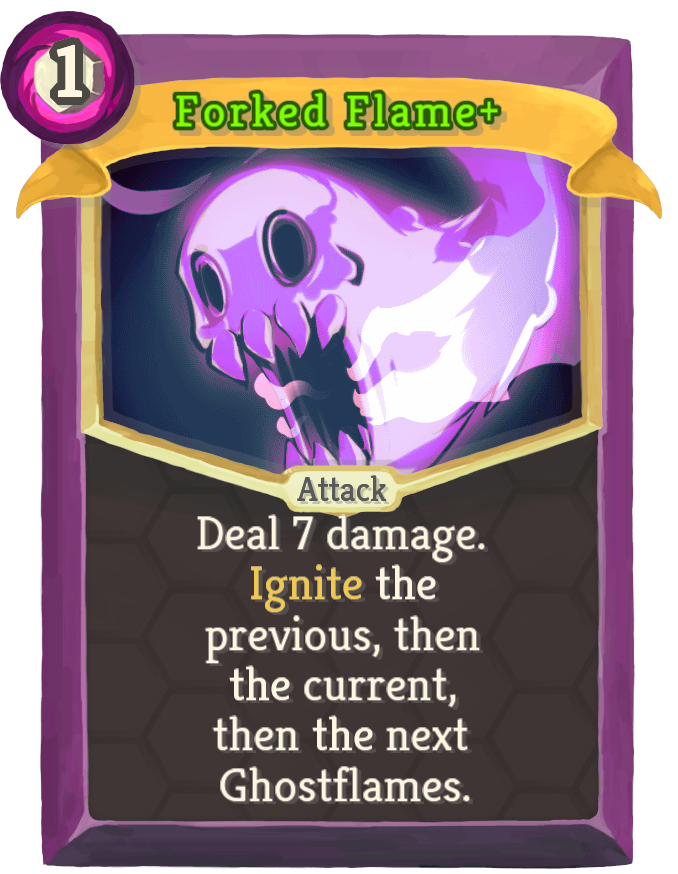 1
Forked Flame+
Attack
Deal 7 damage.
Ignite the
previous, then
the current,
then the next
Ghostflames.